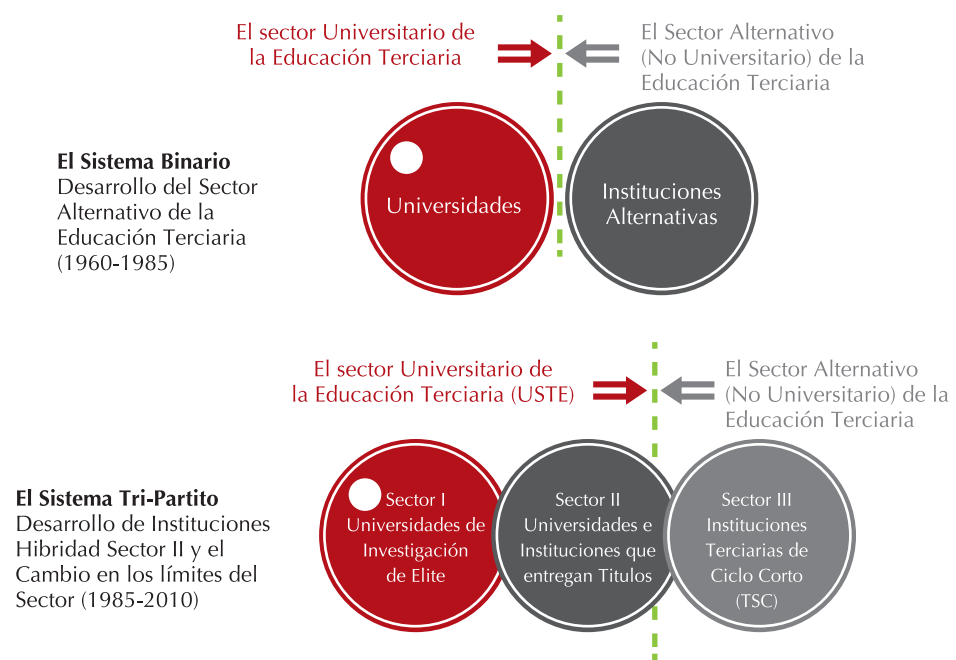 El sector Universitario de
la Educación Terciaria
El Sector Alternativo
(No Universitario) de la
Educación Terciaria
El Sistema Binario
Desarrollo del Sector
Alternativo de la
Educación Terciaria
(1960-1985)
Universidades
Instituciones
Alternativas
El sector Universitario de
la Educación Terciaria (USTE)
El Sector Alternativo
(No Universitario) de la
Educación Terciaria
El Sistema Tri-Partito
Desarrollo de Instituciones
Hibridad Sector II y el
Cambio en los límites del
Sector (1985-2010)
Sector I
Universidades de
Investigación
de Elite
Sector II
Universidades e
Instituciones que
entregan Titulos
Sector III
Instituciones
Terciarias de
Ciclo Corto
(TSC)